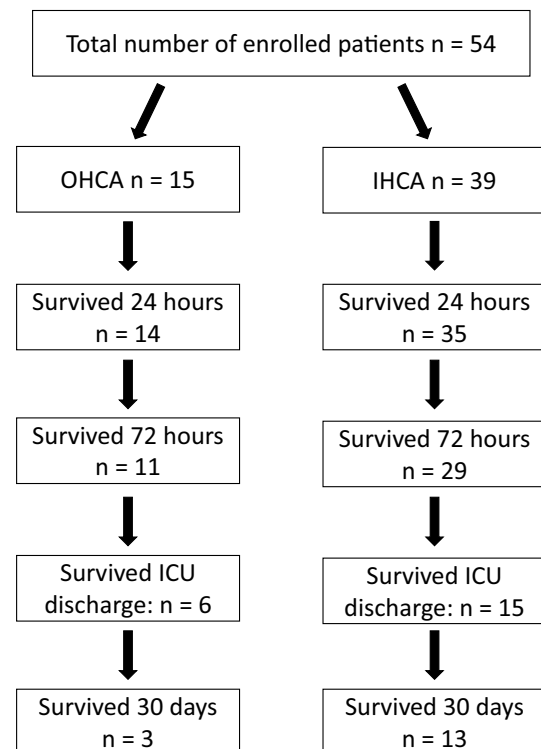 Total number of enrolled patients n = 54
OHCA n = 15
IHCA n = 39
Survived 24 hours
n = 14
Survived 24 hours
n = 35
Survived 72 hours
n = 11
Survived 72 hours
n = 29
Survived ICU
discharge: n = 6
Survived ICU
discharge: n = 15
Survived 30 days
n = 3
Survived 30 days
n = 13